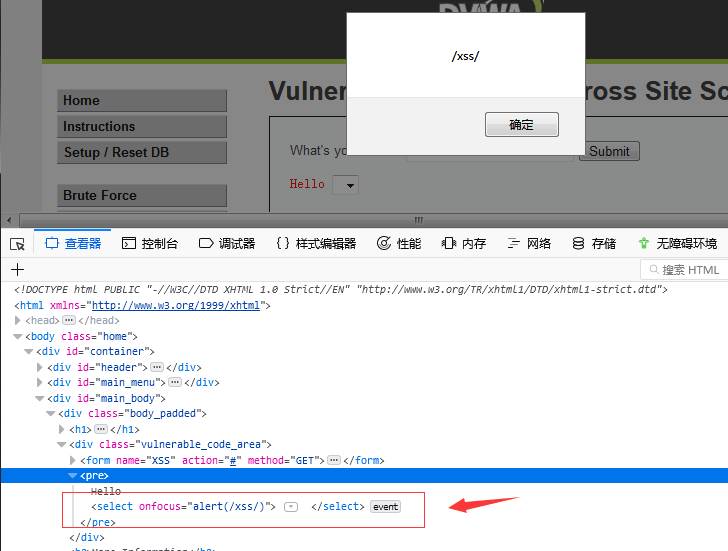 /xss/
确定
Vulner
ross Site Sc
Home
Instructions
Setup / Reset DB
Brute Force
What's yo
Submit
Hello
查看器 控制台 调试器 {} 样式编辑器 性能 内存 网络 存储 无障碍环境
+ 搜索 HTML
<!DOCTYPE html PUBLIC "-//W3C//DTD XHTML 1.0 Strict//EN" "http://www.w3.org/TR/xhtml1/DTD/xhtml1-strict.dtd">
<html xmlns="http://www.w3.org/1999/xhtml">
<head> ··· </head>
<body class="home">
<div id="container">
<div id="header"> ··· </div>
<div id="main_menu"> ··· </div>
<div id="main_body">
<div class="body_padded">
<h1> ··· </h1>
<div class="vulnerable_code_area">
<form name="XSS" action="#" method="GET"> ··· </form>
<pre>
Hello
<select onfocus="alert(/xss/)"> </select> event
</pre>
</div>